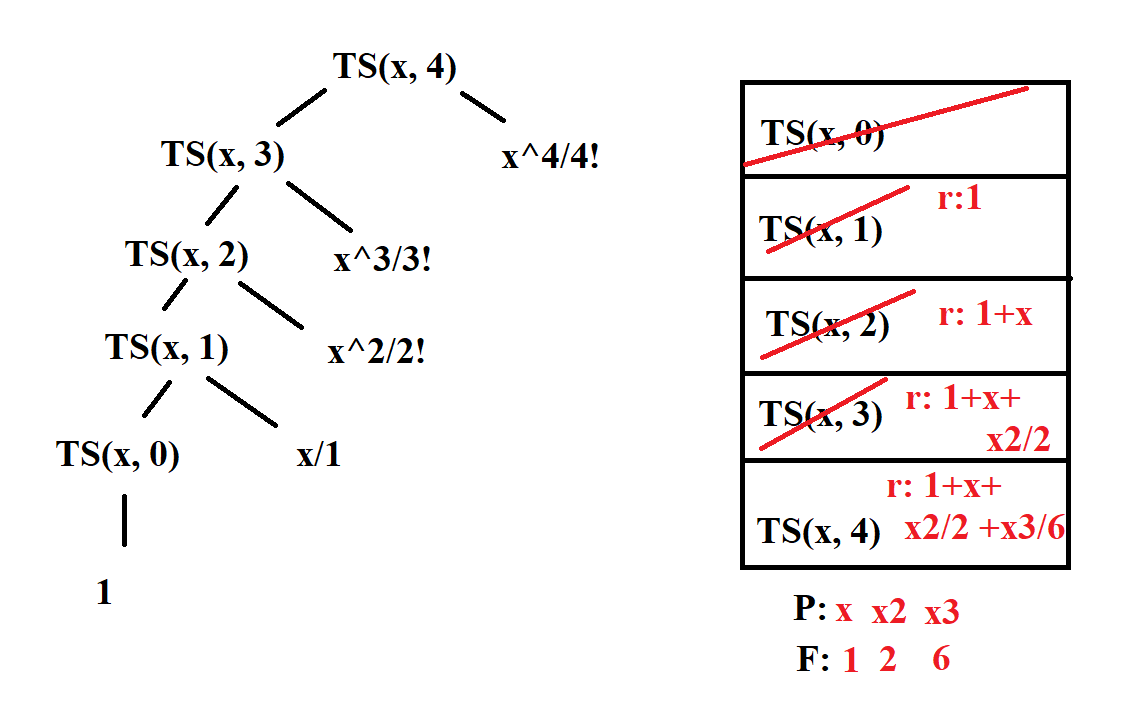 TS(x, 4)
TS(x, 3)
x^4/4!
TS(x, 2)
x^3/3!
TS(x, 1)
x^2/2!
TS(x, 0)
x/1
1
TS(x, 0)
TS(x, 1)
r:1
TS(x, 2)
r: 1+x
TS(x, 3)
r: 1+x+
x2/2
TS(x, 4)
r: 1+x+
x2/2 +x3/6
P: x x2 x3
F: 1 2 6